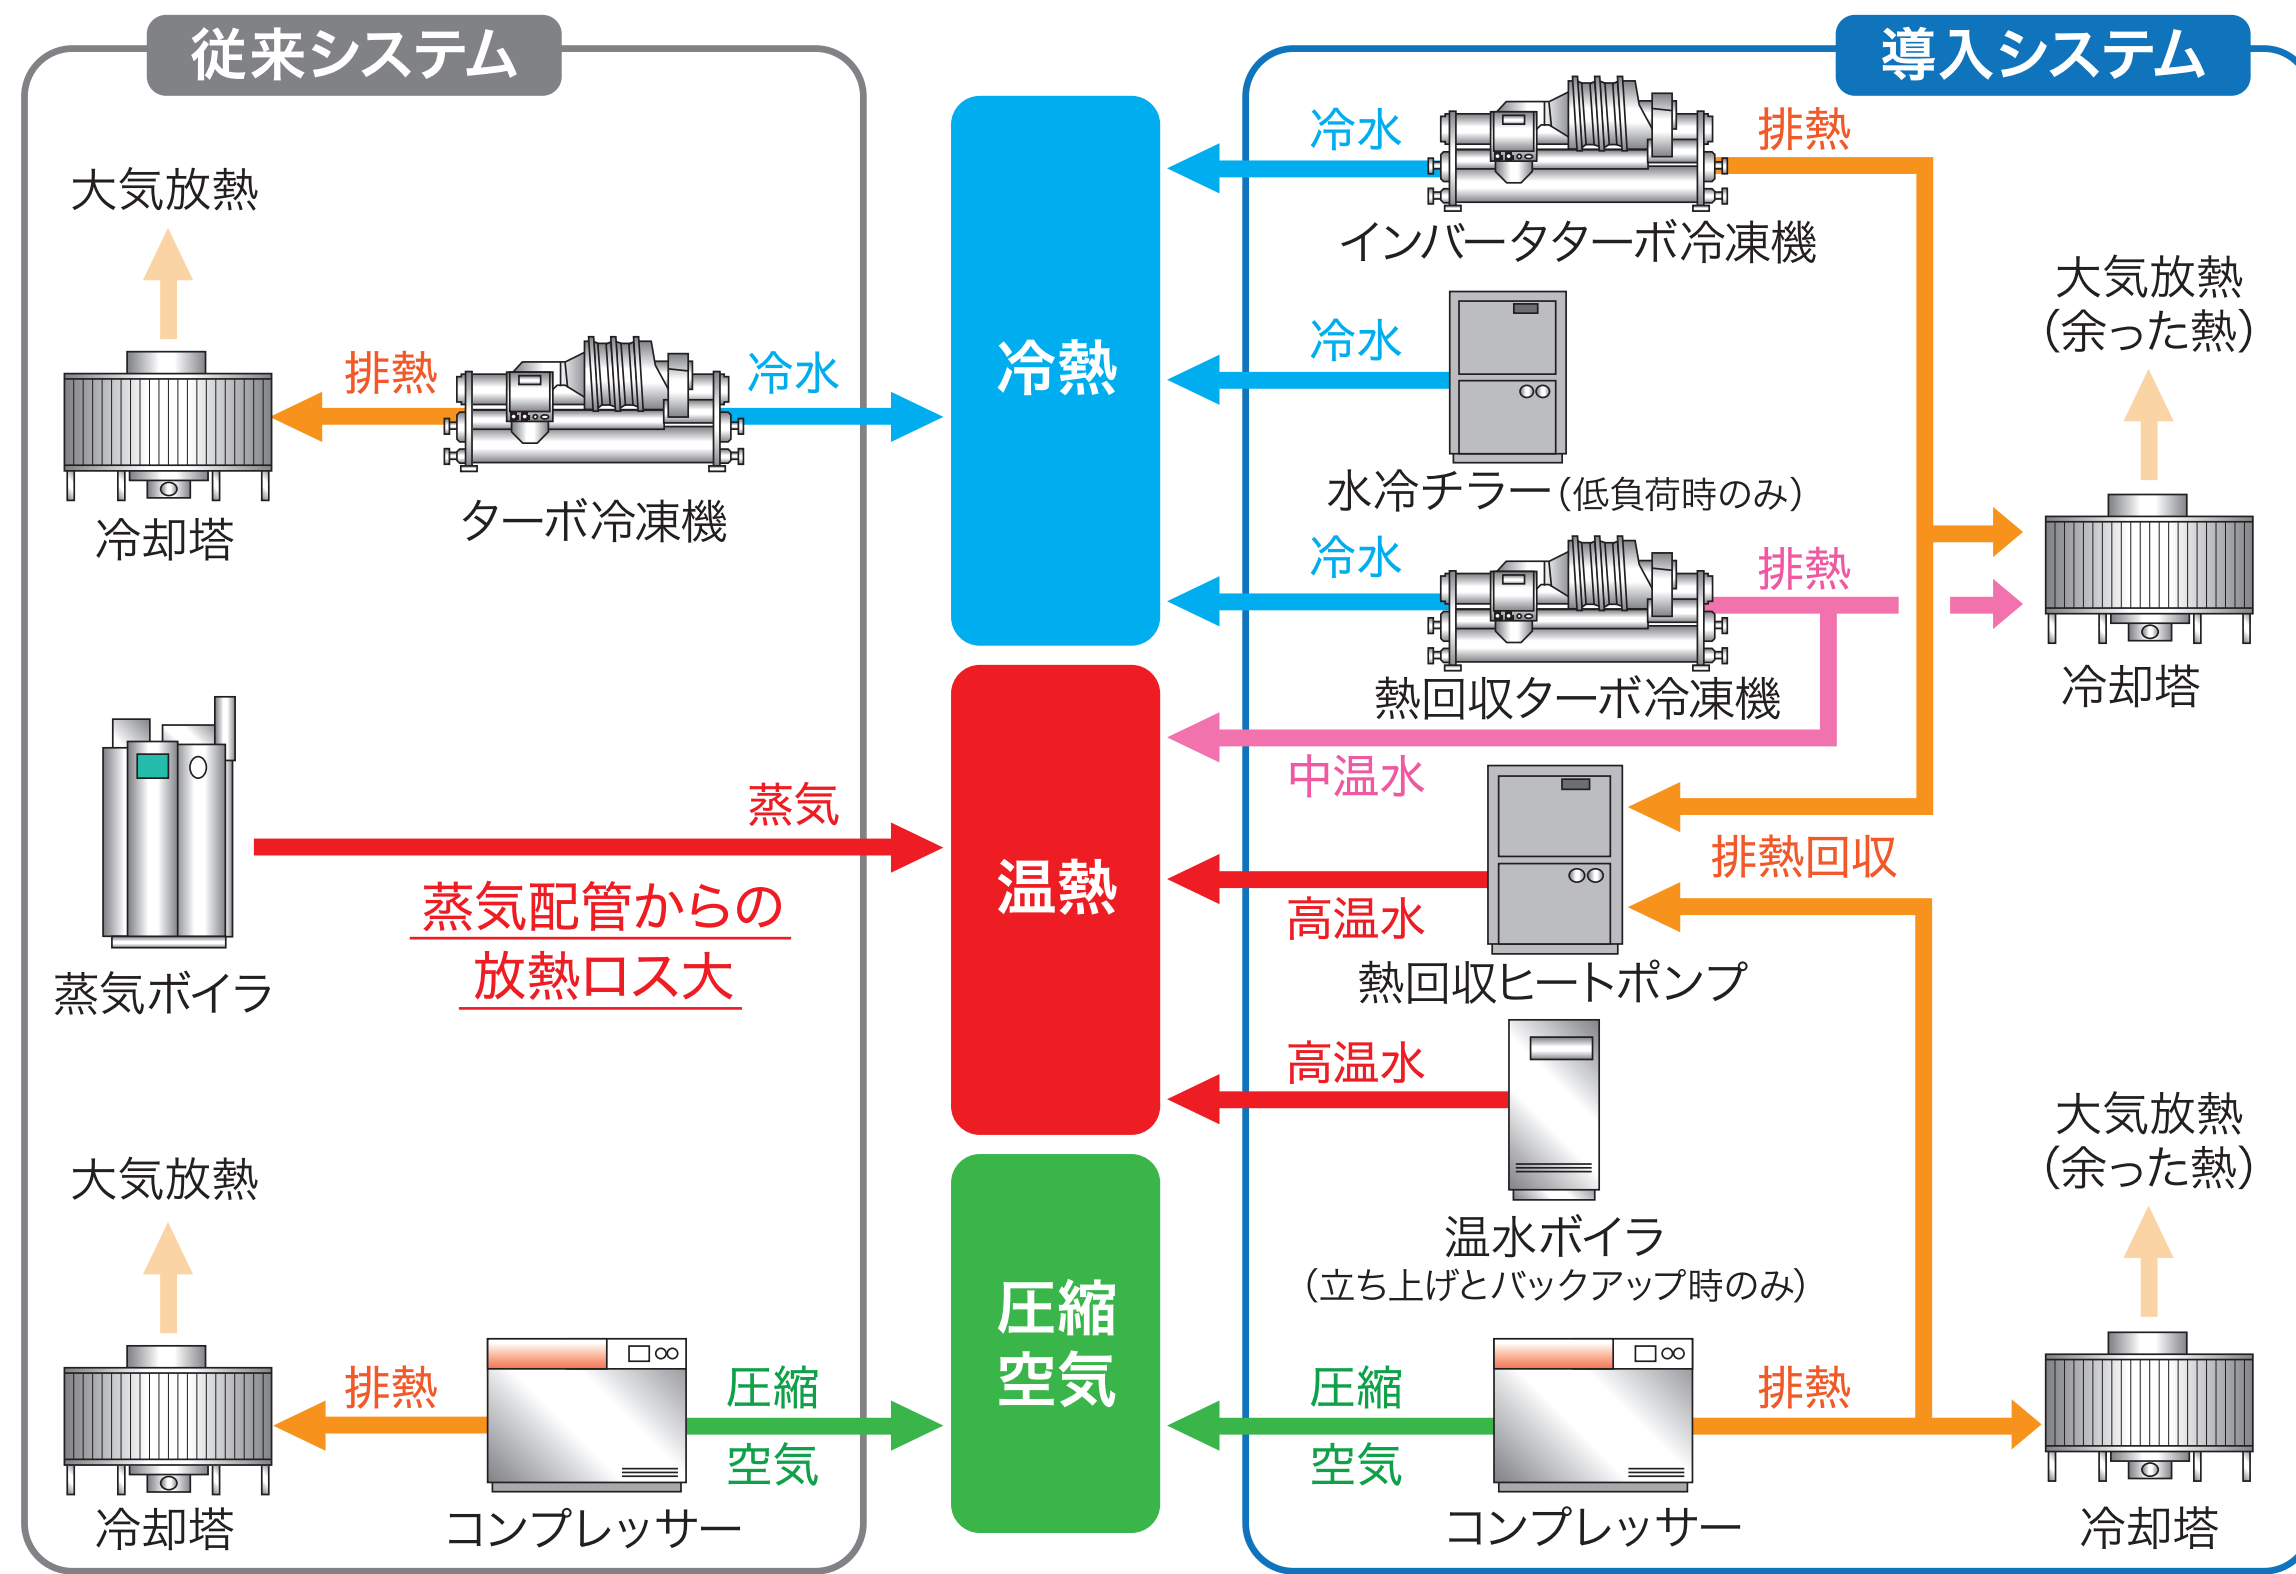 従来システム
大気放熱
排熱
冷水
冷却塔
ターボ冷凍機
蒸気
蒸気配管からの
放熱ロス大
蒸気ボイラ
大気放熱
排熱
圧縮
空気
冷却塔
コンプレッサー
冷熱
温熱
圧縮
空気
導入システム
冷水
排熱
インバータターボ冷凍機
大気放熱
（余った熱）
冷水
水冷チラー（低負荷時のみ）
冷水
排熱
冷却塔
熱回収ターボ冷凍機
中温水
排熱回収
高温水
熱回収ヒートポンプ
高温水
大気放熱
（余った熱）
温水ボイラ
（立ち上げとバックアップ時のみ）
圧縮
空気
排熱
コンプレッサー
冷却塔